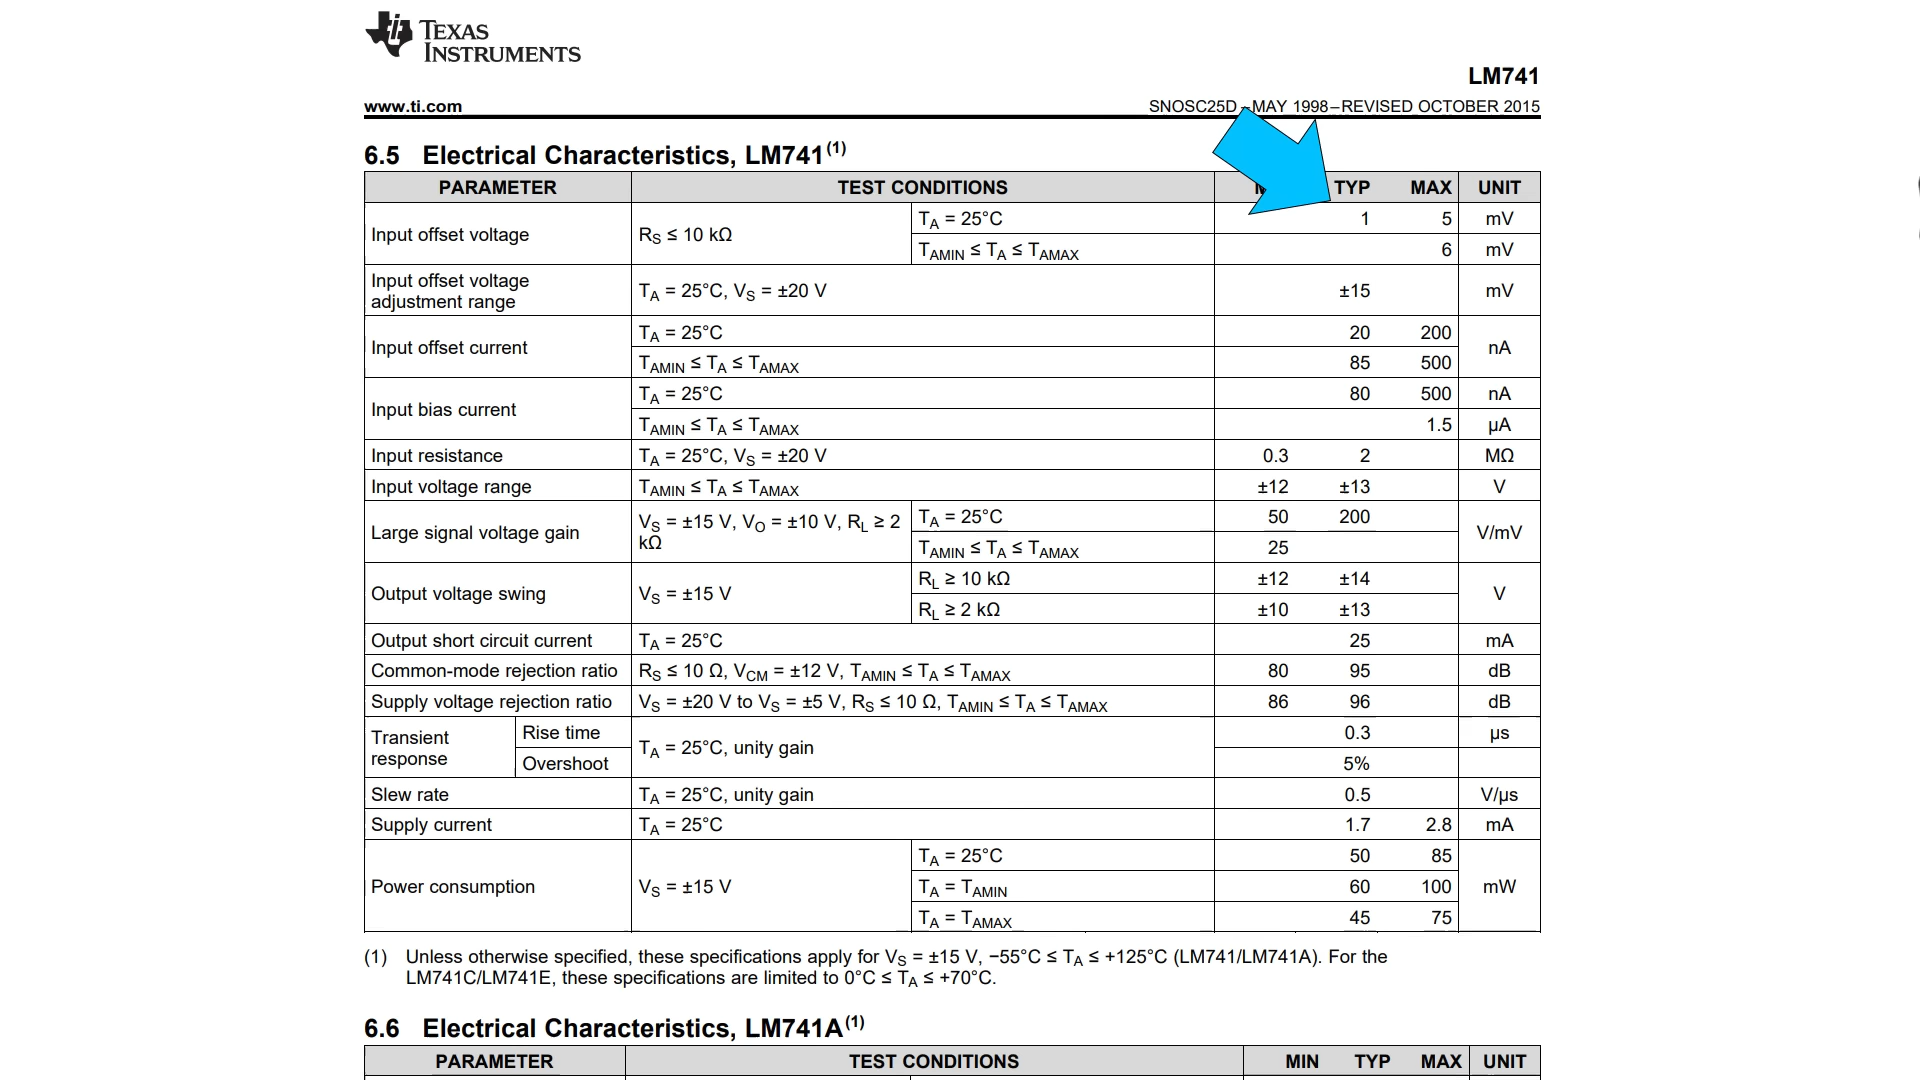 TEXAS
INSTRUMENTS
LM741
www.ti.com
SNOSC25D –MAY 1998–REVISED OCTOBER 2015
6.5 Electrical Characteristics, LM741(1)
PARAMETER TEST CONDITIONS TYP MAX UNIT
Input offset voltage RS ≤ 10 kΩ TA = 25°C 1 5 mV
TAMIN ≤ TA ≤ TAMAX 6 mV
Input offset voltage
adjustment range TA = 25°C, VS = ±20 V ±15 mV
Input offset current TA = 25°C 20 200 nA
TAMIN ≤ TA ≤ TAMAX 85 500
Input bias current TA = 25°C 80 500 nA
TAMIN ≤ TA ≤ TAMAX 1.5 μA
Input resistance TA = 25°C, VS = ±20 V 0.3 2 MΩ
Input voltage range TAMIN ≤ TA ≤ TAMAX ±12 ±13 V
Large signal voltage gain VS = ±15 V, VO = ±10 V, RL ≥ 2
kΩ TA = 25°C 50 200 V/mV
TAMIN ≤ TA ≤ TAMAX 25
Output voltage swing VS = ±15 V RL ≥ 10 kΩ ±12 ±14 V
RL ≥ 2 kΩ ±10 ±13
Output short circuit current TA = 25°C 25 mA
Common-mode rejection ratio RS ≤ 10 Ω, VCM = ±12 V, TAMIN ≤ TA ≤ TAMAX 80 95 dB
Supply voltage rejection ratio VS = ±20 V to VS = ±5 V, RS ≤ 10 Ω, TAMIN ≤ TA ≤ TAMAX 86 96 dB
Transient
response Rise time TA = 25°C, unity gain 0.3 μs
Overshoot 5%
Slew rate TA = 25°C, unity gain 0.5 V/μs
Supply current TA = 25°C 1.7 2.8 mA
Power consumption VS = ±15 V TA = 25°C 50 85 mW
TA = TAMIN 60 100
TA = TAMAX 45 75
(1) Unless otherwise specified, these specifications apply for VS = ±15 V, −55°C ≤ TA ≤ +125°C (LM741/LM741A). For the
LM741C/LM741E, these specifications are limited to 0°C ≤ TA ≤ +70°C.
6.6 Electrical Characteristics, LM741A(1)
PARAMETER TEST CONDITIONS MIN TYP MAX UNIT